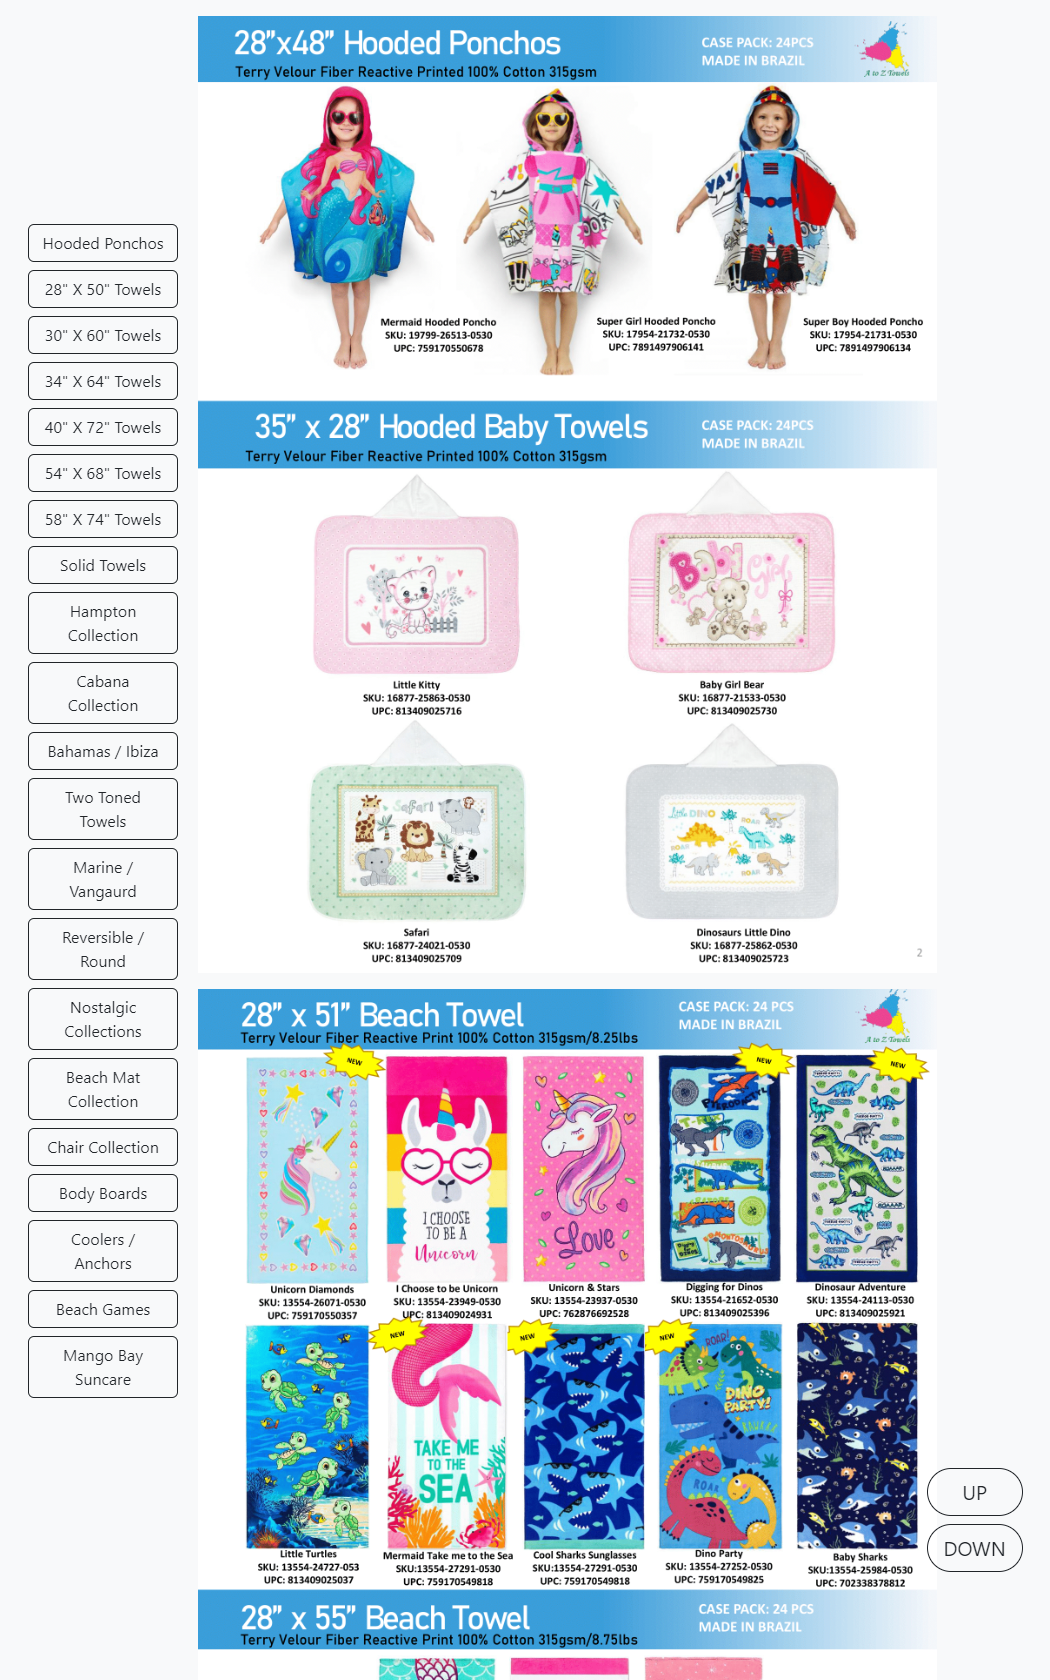 Hooded Ponchos
28" X 50" Towels
30" X 60" Towels
34" X 64" Towels
40" X 72" Towels
54" X 68" Towels
58" X 74" Towels
Solid Towels
Hampton
Collection
Cabana
Collection
Bahamas / Ibiza
Two Toned
Towels
Marine /
Vangaurd
Reversible /
Round
Nostalgic
Collections
Beach Mat
Collection
Chair Collection
Body Boards
Coolers /
Anchors
Beach Games
Mango Bay
Suncare
28”x48” Hooded Ponchos
Terry Velour Fiber Reactive Printed 100% Cotton 315gsm
CASE PACK: 24PCS
MADE IN BRAZIL
A to Z Towels
YAY!
Mermaid Hooded Poncho
SKU: 19799-26513-0530
UPC: 759170550678
Super Girl Hooded Poncho
SKU: 17954-21732-0530
UPC: 7891497906141
Super Boy Hooded Poncho
SKU: 17954-21731-0530
UPC: 7891497906134
35” x 28” Hooded Baby Towels
Terry Velour Fiber Reactive Printed 100% Cotton 315gsm
CASE PACK: 24PCS
MADE IN BRAZIL
Baby Girl
Little Kitty
SKU: 16877-25863-0530
UPC: 813409025716
Baby Girl Bear
SKU: 16877-21533-0530
UPC: 813409025730
Safari
Little DINO
ROAR
ROAR
ROAR
Safari
SKU: 16877-24021-0530
UPC: 813409025709
Dinosaurs Little Dino
SKU: 16877-25862-0530
UPC: 813409025723
2
28” x 51” Beach Towel
Terry Velour Fiber Reactive Print 100% Cotton 315gsm/8.25lbs
CASE PACK: 24 PCS
MADE IN BRAZIL
A to Z Towels
NEW
NEW
NEW
I CHOOSE
TO BE A
Unicorn
Love
PTERODACTYL
ROAAAR
Unicorn Diamonds
SKU: 13554-26071-0530
UPC: 759170550357
I Choose to be Unicorn
SKU: 13554-23949-0530
UPC: 813409024931
Unicorn & Stars
SKU: 13554-23937-0530
UPC: 762876692528
Digging for Dinos
SKU: 13554-21652-0530
UPC: 813409025396
Dinosaur Adventure
SKU: 13554-24113-0530
UPC: 813409025921
NEW
NEW
NEW
TAKE ME
TO THE
SEA
ROAR!
DINO
PARTY!
RAURRR
ROAR
Little Turtles
SKU: 13554-24727-053
UPC: 813409025037
Mermaid Take me to the Sea
SKU:13554-27291-0530
UPC: 759170549818
Cool Sharks Sunglasses
SKU:13554-27291-0530
UPC: 759170549818
Dino Party
SKU: 13554-27252-0530
UPC: 759170549825
Baby Sharks
SKU:13554-25984-0530
UPC: 702338378812
28” x 55” Beach Towel
Terry Velour Fiber Reactive Print 100% Cotton 315gsm/8.75lbs
CASE PACK: 24 PCS
MADE IN BRAZIL
UP
DOWN